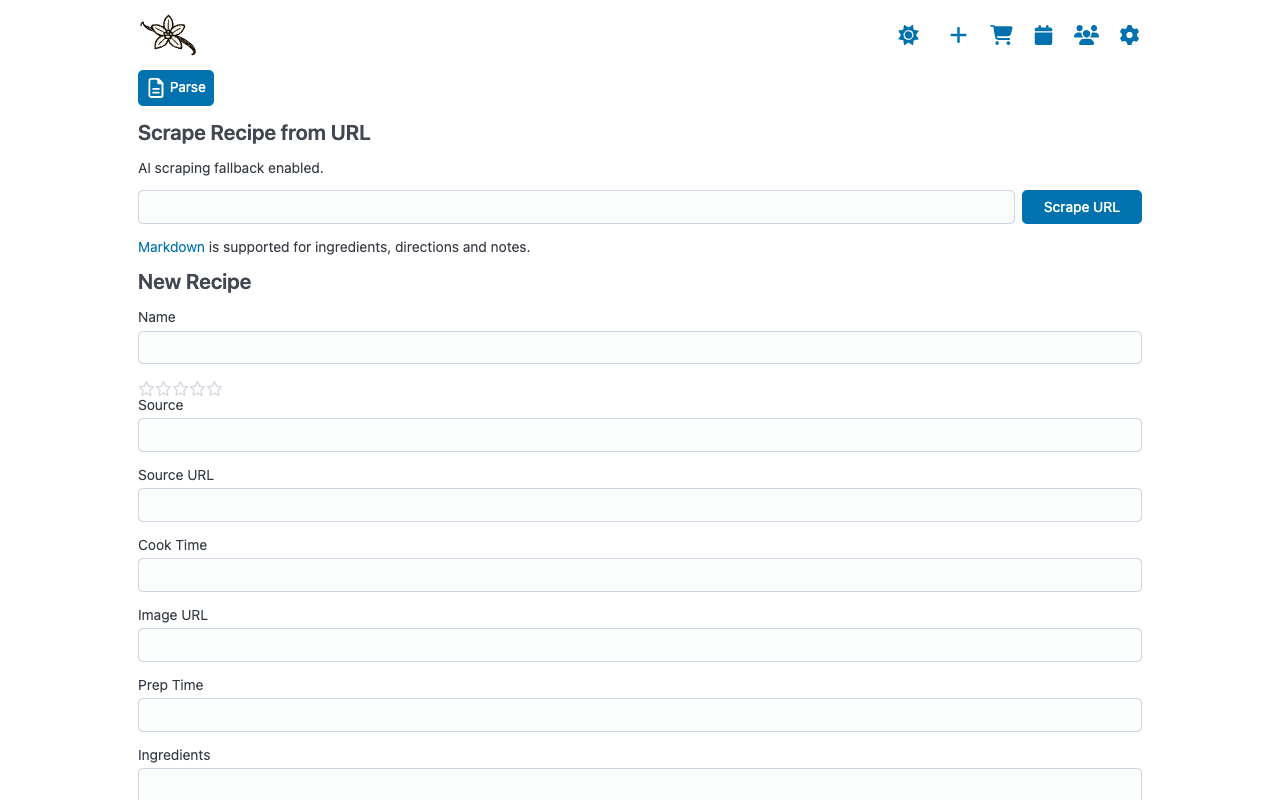 Parse
Scrape Recipe from URL
AI scraping fallback enabled.
Scrape URL
Markdown is supported for ingredients, directions and notes.
New Recipe
Name
Source
Source URL
Cook Time
Image URL
Prep Time
Ingredients